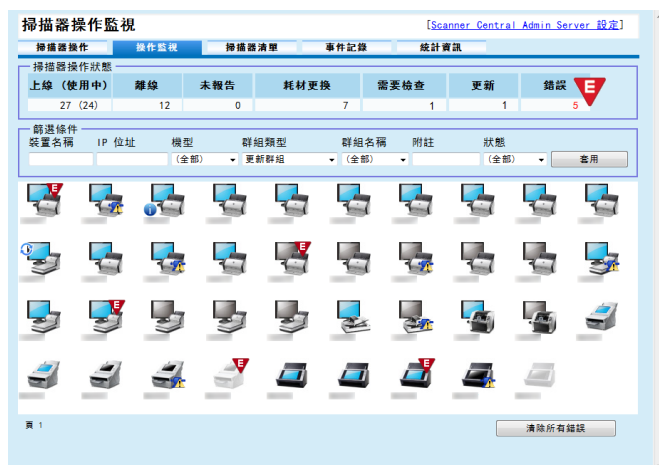 掃描器操作監視
[Scanner Central Admin Server 設定]
掃描器操作 操作監視 掃描器清單 事件記錄 統計資訊
掃描器操作狀態
上線 (使用中) 離線 未報告 耗材更換 需要檢查 更新 錯誤 E
27 (24) 12 0 7 1 1 5
篩選條件
裝置名稱 IP 位址 機型 群組類型 群組名稱 附註 狀態
(全部) 更新群組 (全部) (全部) 套用
E
E
E
E
E
頁 1
清除所有錯誤